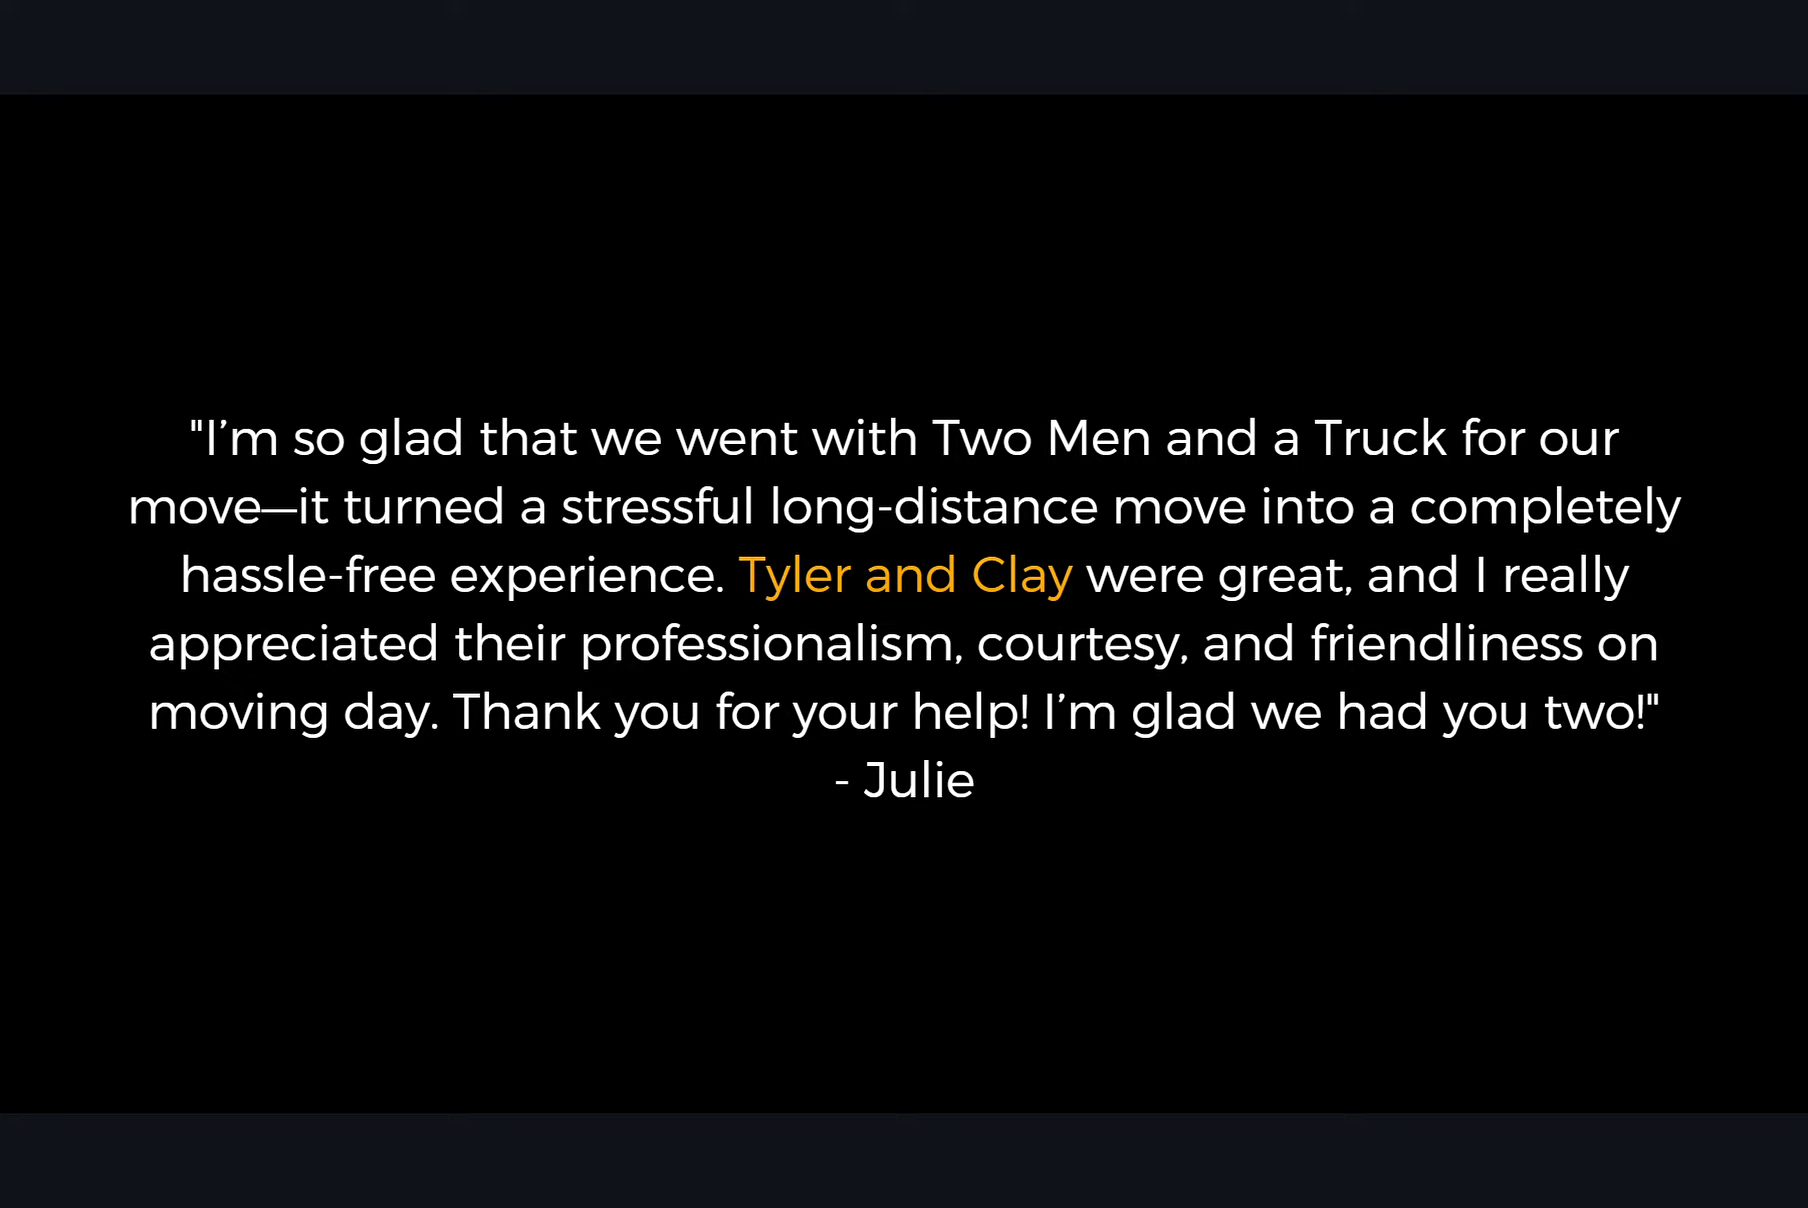 "I’m so glad that we went with Two Men and a Truck for our
move—it turned a stressful long-distance move into a completely
hassle-free experience. Tyler and Clay were great, and I really
appreciated their professionalism, courtesy, and friendliness on
moving day. Thank you for your help! I’m glad we had you two!"
- Julie